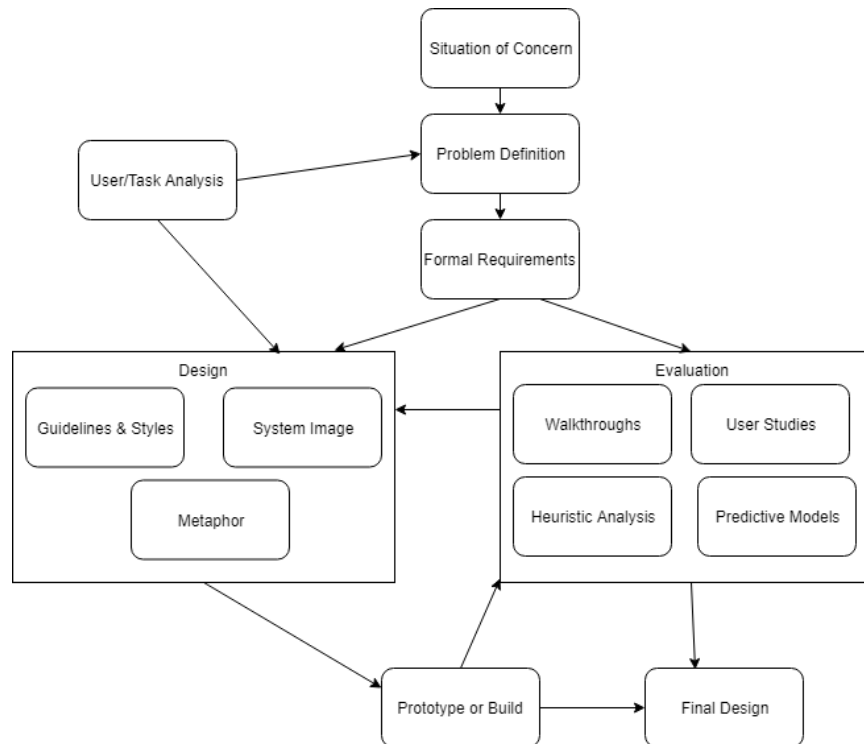 Situation of Concern
Problem Definition
User/Task Analysis
Formal Requirements
Design
Guidelines & Styles
System Image
Metaphor
Evaluation
Walkthroughs
User Studies
Heuristic Analysis
Predictive Models
Prototype or Build
Final Design